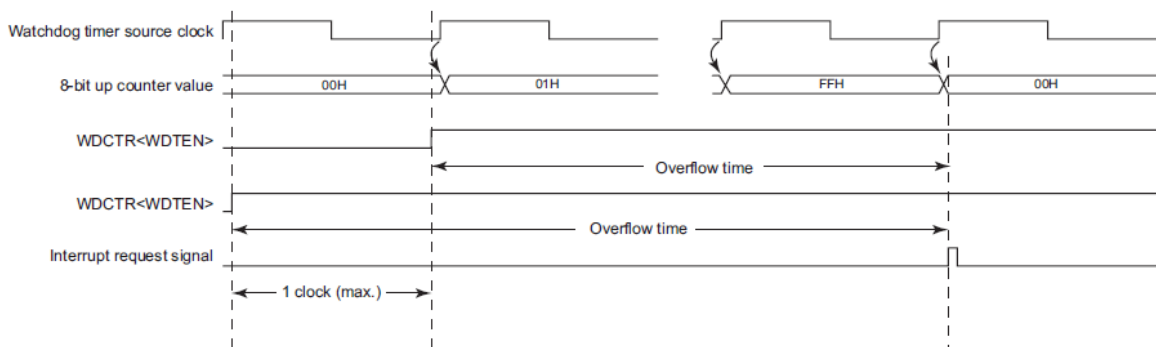 Watchdog timer source clock
8-bit up counter value
00H
01H
FFH
00H
WDCTR<WDTEN>
Overflow time
WDCTR<WDTEN>
Overflow time
Interrupt request signal
1 clock (max.)